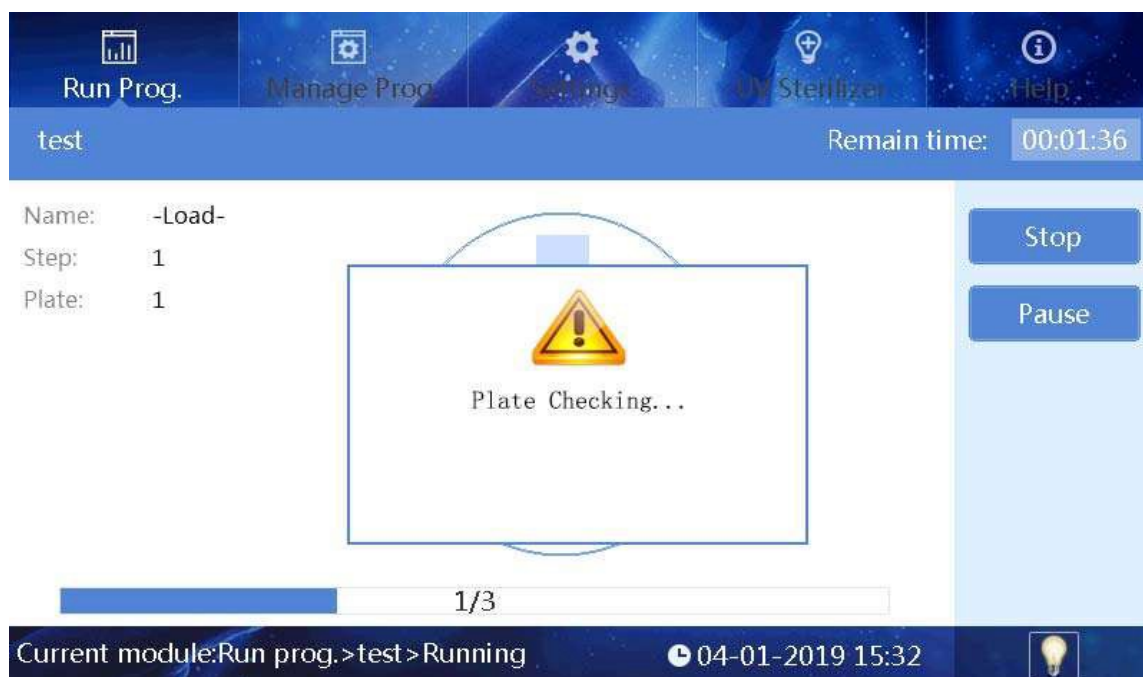 Run Prog.
Manage Prog.
Settings
UV Sterilizer
Help
test
Remain time: 00:01:36
Name: -Load-
Step: 1
Plate: 1
Stop
Pause
Plate Checking...
1/3
Current module:Run prog.>test>Running
04-01-2019 15:32